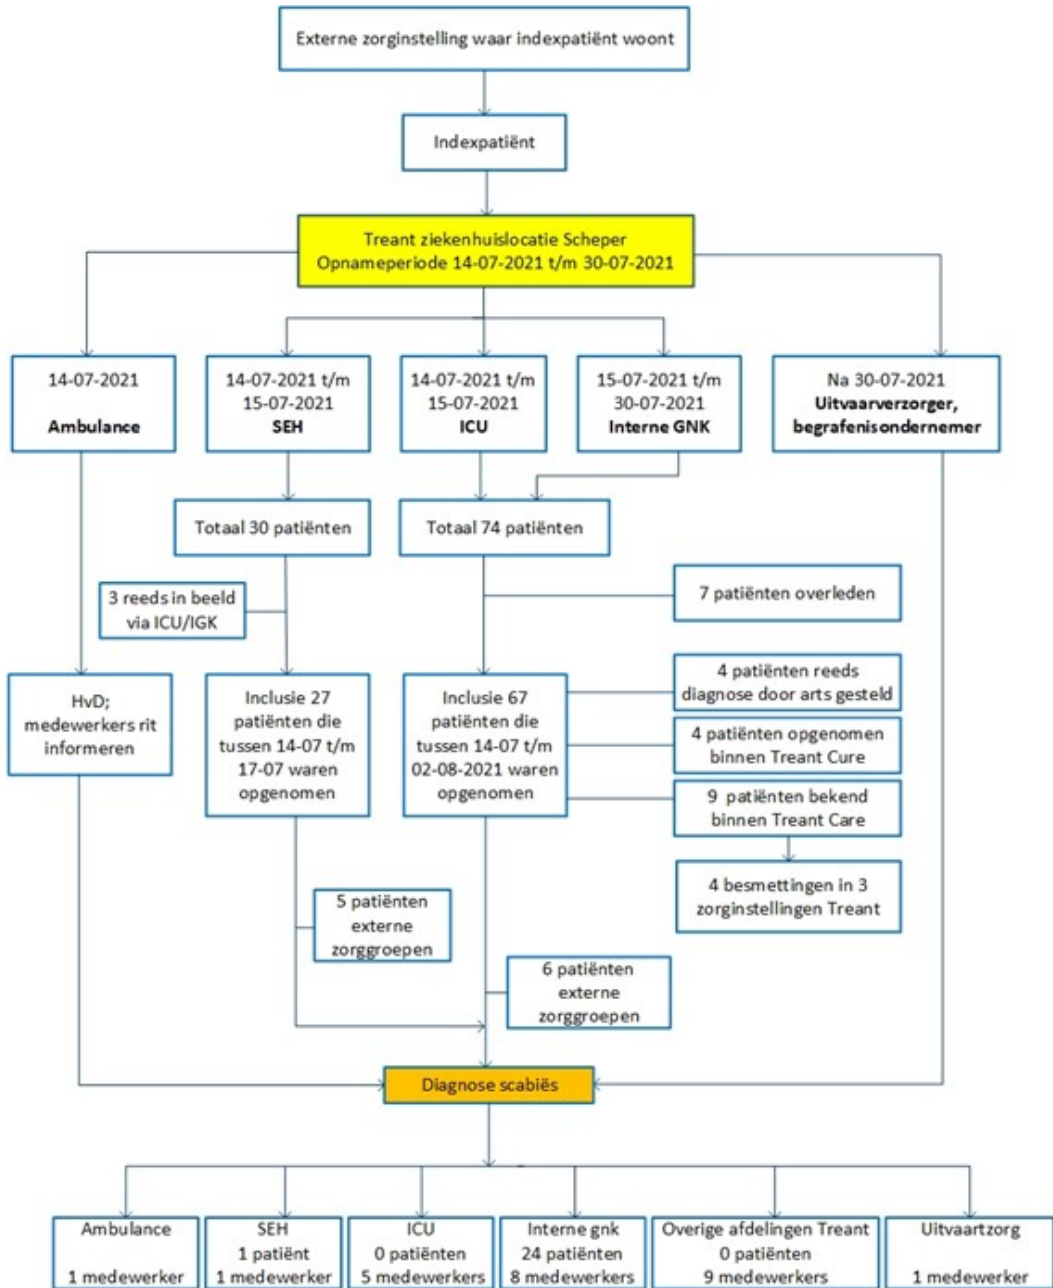 Externe zorginstelling waar indexpatiënt woont
Indexpatiënt
Treant ziekenhuislocatie Scheper
Opnameperiode 14-07-2021 t/m 30-07-2021
14-07-2021
Ambulance
14-07-2021 t/m
15-07-2021
SEH
14-07-2021 t/m
15-07-2021
ICU
15-07-2021 t/m
30-07-2021
Interne GNK
Na 30-07-2021
Uitvaarverzorger,
begrafenisondernemer
Totaal 30 patiënten
Totaal 74 patiënten
3 reeds in beeld
via ICU/IGK
7 patiënten overleden
HvD;
medewerkers rit
informeren
Inclusie 27
patiënten die
tussen 14-07 t/m
17-07 waren
opgenomen
Inclusie 67
patiënten die
tussen 14-07 t/m
02-08-2021 waren
opgenomen
4 patiënten reeds
diagnose door arts gesteld
4 patiënten opgenomen
binnen Treant Cure
9 patiënten bekend
binnen Treant Care
4 besmettingen in 3
zorginstellingen Treant
5 patiënten
externe
zorggroepen
6 patiënten
externe
zorggroepen
Diagnose scabiës
Ambulance
1 medewerker
SEH
1 patiënt
1 medewerker
ICU
0 patiënten
5 medewerkers
Interne gnk
24 patiënten
8 medewerkers
Overige afdelingen Treant
0 patiënten
9 medewerkers
Uitvaartzorg
1 medewerker